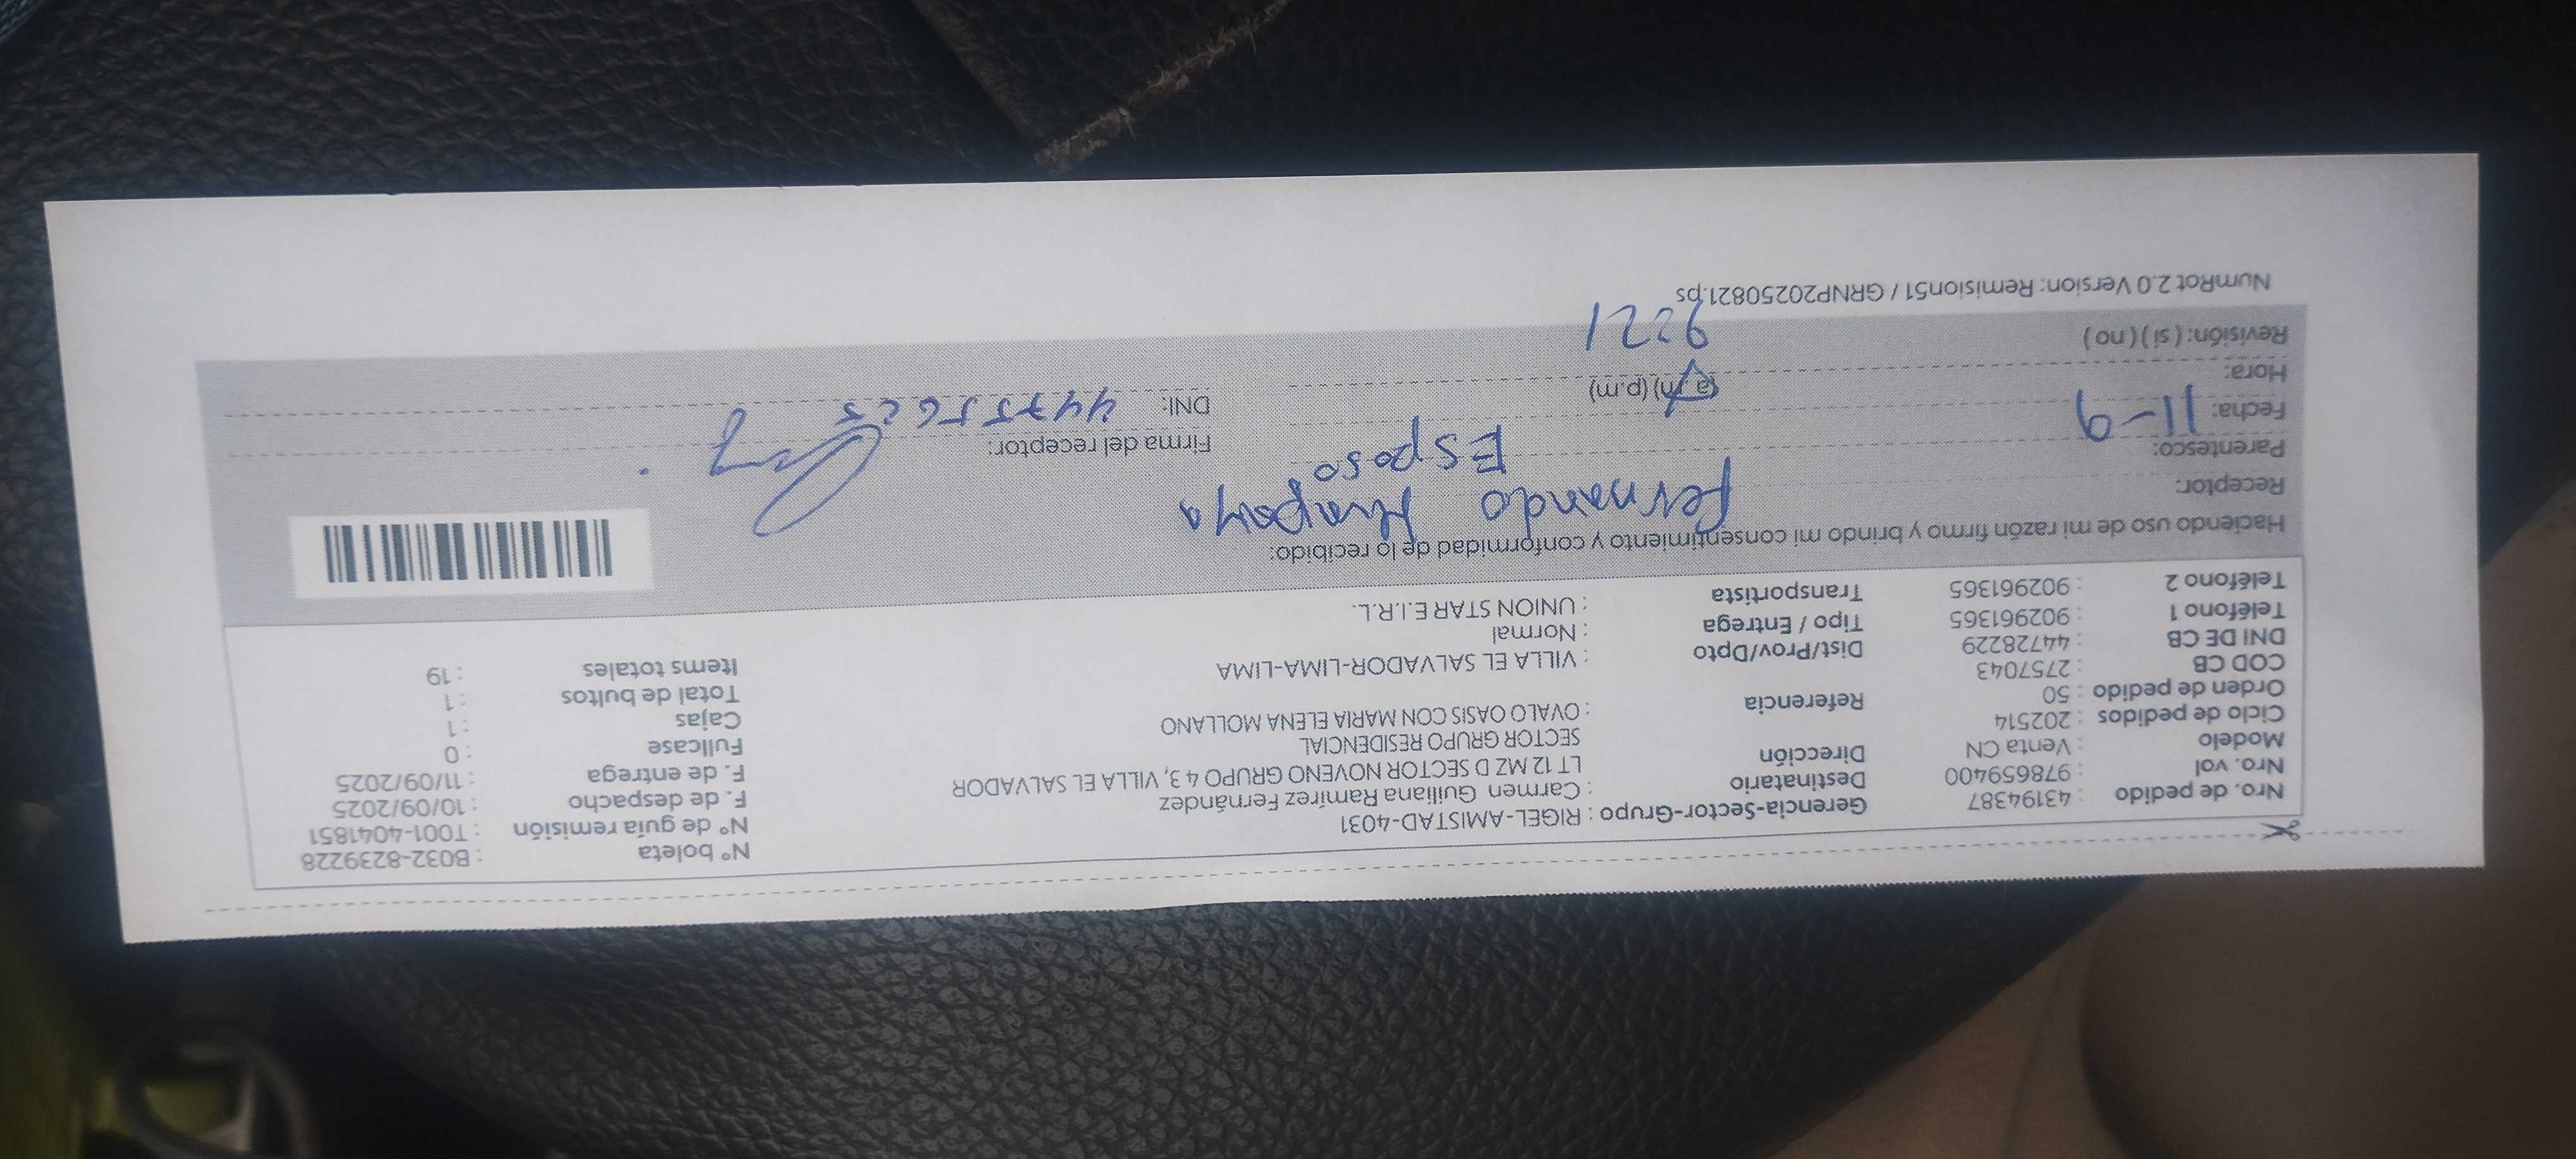 Nro. de pedido : 43194387 Gerencia-Sector-Grupo : RIGEL-AMISTAD-4031 N° boleta : B032-8239228
Nro. vol : 978659400 Destinatario : Carmen Guiliana Ramírez Fernández N° de guía remisión : T001-4041851
Modelo : Venta CN Dirección LT 12 MZ D SECTOR NOVENO GRUPO 4 3, VILLA EL SALVADOR F. de despacho : 10/09/2025
SECTOR GRUPO RESIDENCIAL F. de entrega : 11/09/2025
Ciclo de pedidos : 202514 Referencia : OVALO OASIS CON MARIA ELENA MOLLANO Fullcase : 0
Orden de pedido : 50 Cajas : 1
COD CB : 2757043 Dist/Prov/Dpto : VILLA EL SALVADOR-LIMA-LIMA Total de bultos : 1
DNI DE CB : 44728229 Tipo / Entrega : Normal Items totales : 19
Teléfono 1 : 902961365 Transportista : UNION STAR E.I.R.L.
Teléfono 2 : 902961365
Haciendo uso de mi razón firmo y brindo mi consentimiento y conformidad de lo recibido:
Receptor: Fernando
Parentesco: Esposo Firma del receptor:
Fecha: 11-9 DNI:
Hora: (a.m) (p.m)
Revisión: ( si ) ( no )
NumRot 2.0 Version: Remision51 / GRNP20250821.ps